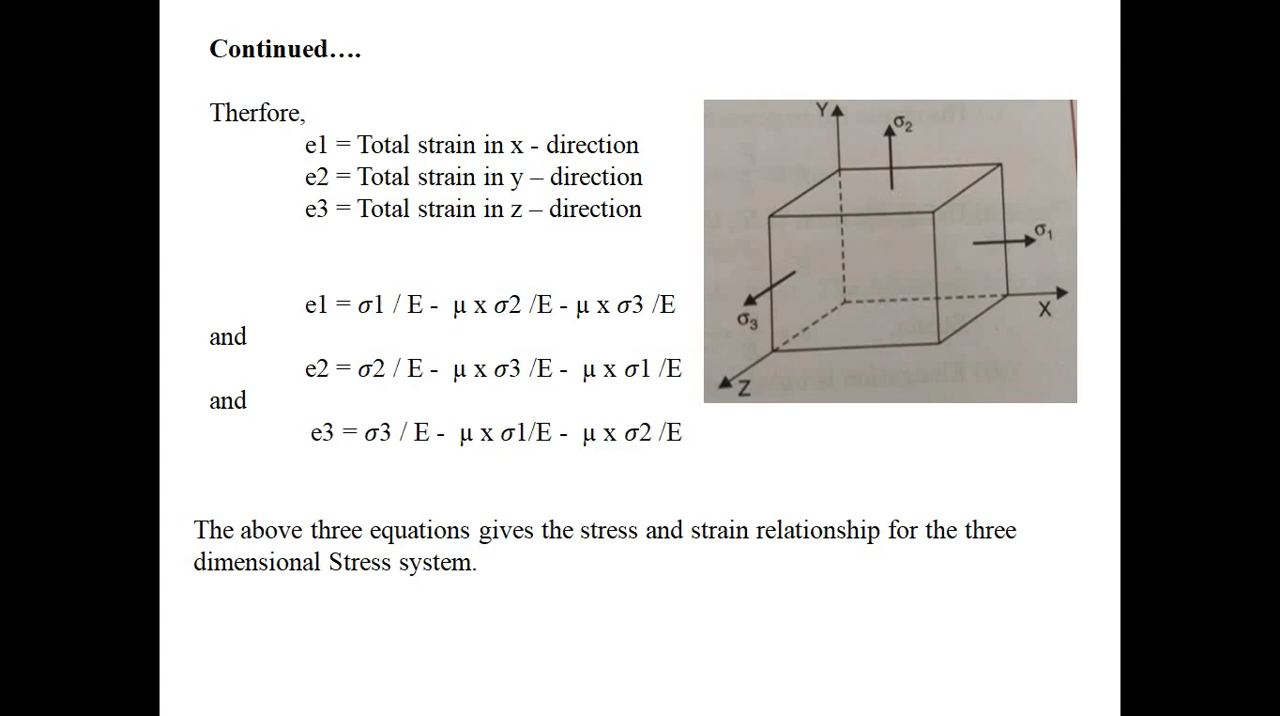 Continued….
Therfore,
e1 = Total strain in x - direction
e2 = Total strain in y – direction
e3 = Total strain in z – direction
e1 = σ1 / E - μ x σ2 /E - μ x σ3 /E
and
e2 = σ2 / E - μ x σ3 /E - μ x σ1 /E
and
e3 = σ3 / E - μ x σ1/E - μ x σ2 /E
The above three equations gives the stress and strain relationship for the three
dimensional Stress system.
Y
σ2
σ1
X
σ3
Z